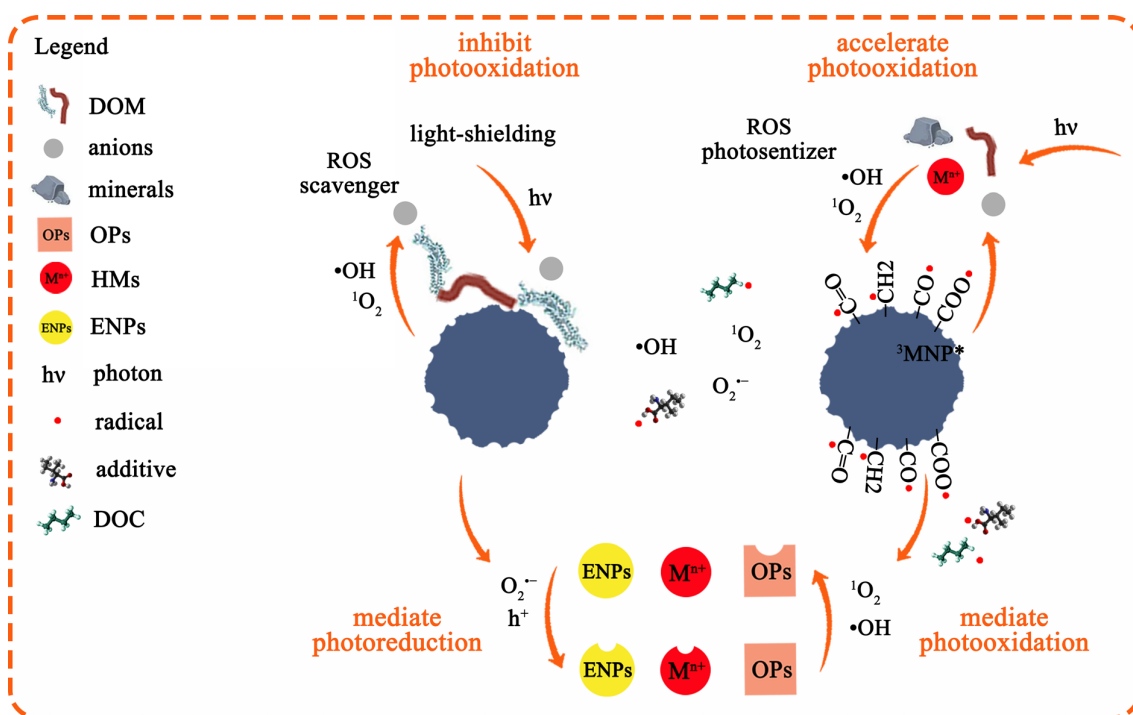 Legend
DOM
anions
minerals
OPs OPs
Mⁿ⁺ HMs
ENPs ENPs
hν photon
radical
additive
DOC
inhibit
photooxidation
light-shielding
ROS
scavenger
hν
•OH
¹O₂
accelerate
photooxidation
ROS
photosentizer
hν
Mⁿ⁺
•OH
¹O₂
C=O
CH2
CO
COO
³MNP*
C=O
CH2
CO
COO
¹O₂
•OH
O₂•−
O₂•−
h⁺
mediate
photoreduction
ENPs Mⁿ⁺ OPs
ENPs Mⁿ⁺ OPs
¹O₂
•OH
mediate
photooxidation